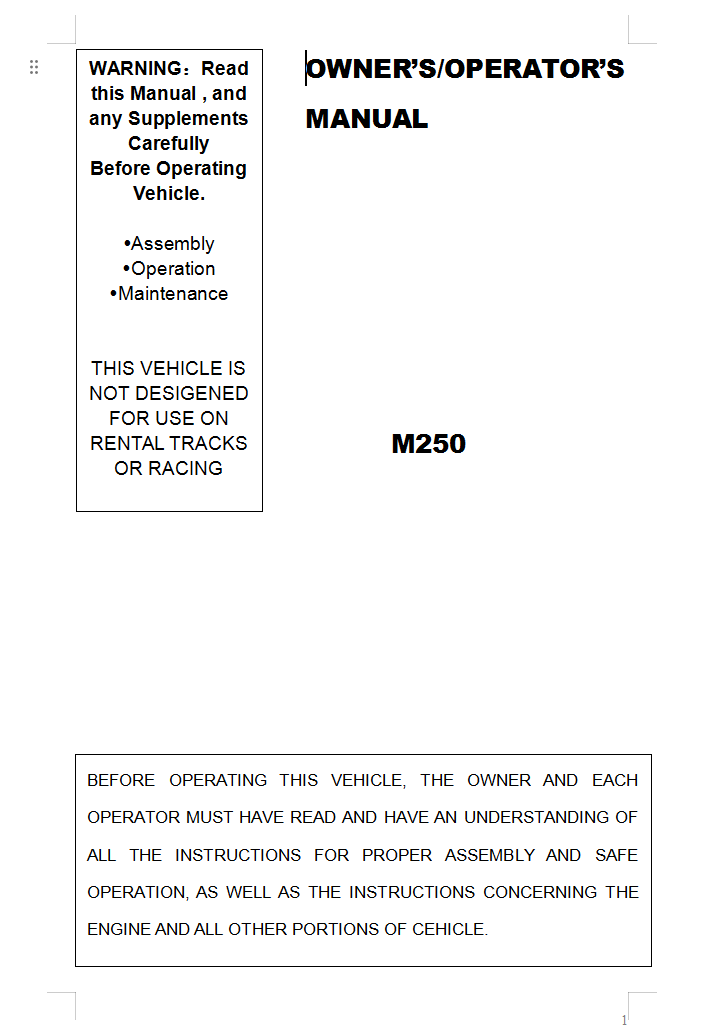 WARNING：Read
this Manual , and
any Supplements
Carefully
Before Operating
Vehicle.
•Assembly
•Operation
•Maintenance
THIS VEHICLE IS
NOT DESIGENED
FOR USE ON
RENTAL TRACKS
OR RACING
OWNER’S/OPERATOR’S
MANUAL
M250
BEFORE OPERATING THIS VEHICLE, THE OWNER AND EACH
OPERATOR MUST HAVE READ AND HAVE AN UNDERSTANDING OF
ALL THE INSTRUCTIONS FOR PROPER ASSEMBLY AND SAFE
OPERATION, AS WELL AS THE INSTRUCTIONS CONCERNING THE
ENGINE AND ALL OTHER PORTIONS OF CEHICLE.
1